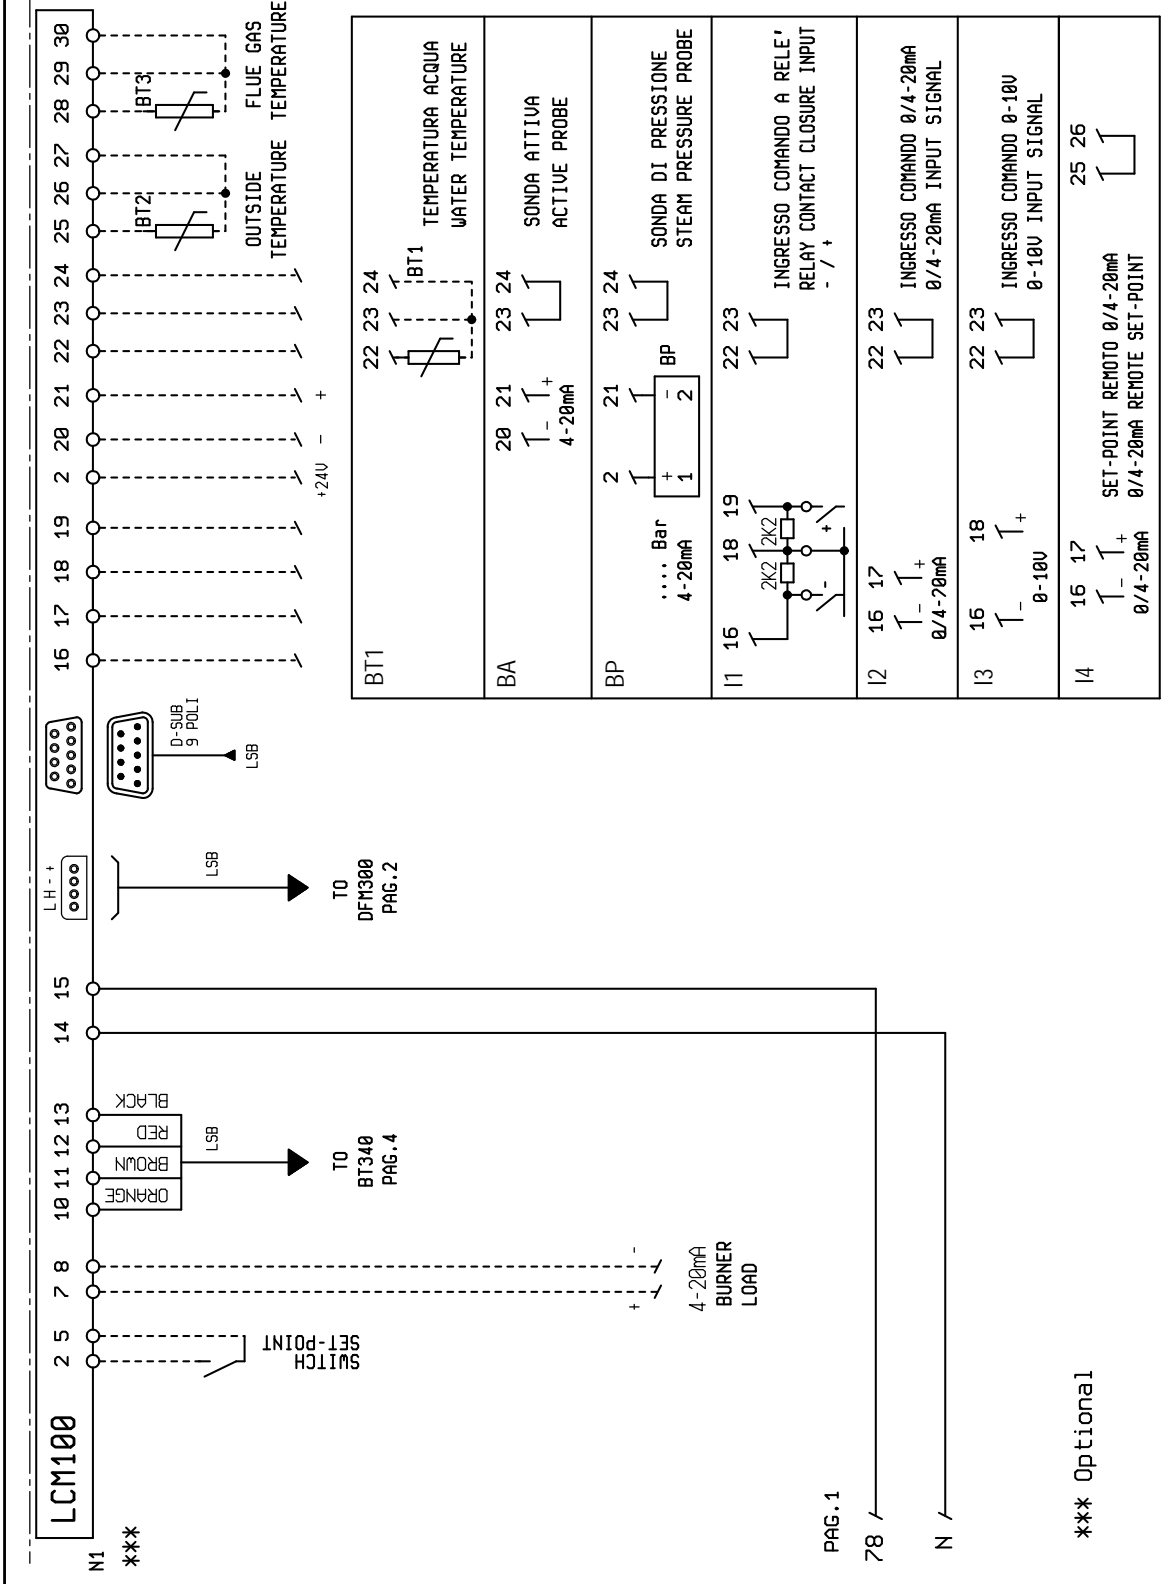 LCM100
N1
***
2 5 7 8 10 11 12 13 14 15
L H - +
16 17 18 19 2 20 21 22 23 24 25 26 27 28 29 30
SWITCH
SET-POINT
+ -
4-20mA
BURNER
LOAD
ORANGE
BROWN
RED
BLACK
LSB
TO
BT340
PAG.4
LSB
TO
DFM300
PAG.2
D-SUB
9 POLI
LSB
+24V - +
BT2
OUTSIDE
TEMPERATURE
BT3
FLUE GAS
TEMPERATURE
PAG.1
78
N
*** Optional
BT1
22 23 24
BT1
TEMPERATURA ACQUA
WATER TEMPERATURE
BA
20 21 23 24
- +
4-20mA
SONDA ATTIVA
ACTIVE PROBE
BP
.... Bar
4-20mA
2 21 23 24
BP
+ -
1 2
SONDA DI PRESSIONE
STEAM PRESSURE PROBE
I1
16 18 19 22 23
2K2 2K2
- +
INGRESSO COMANDO A RELE'
RELAY CONTACT CLOSURE INPUT
- / +
I2
16 17 22 23
- +
0/4-20mA
INGRESSO COMANDO 0/4-20mA
0/4-20mA INPUT SIGNAL
I3
16 18 22 23
- +
0-10V
INGRESSO COMANDO 0-10V
0-10V INPUT SIGNAL
I4
16 17 25 26
- +
0/4-20mA
SET-POINT REMOTO 0/4-20mA
0/4-20mA REMOTE SET-POINT